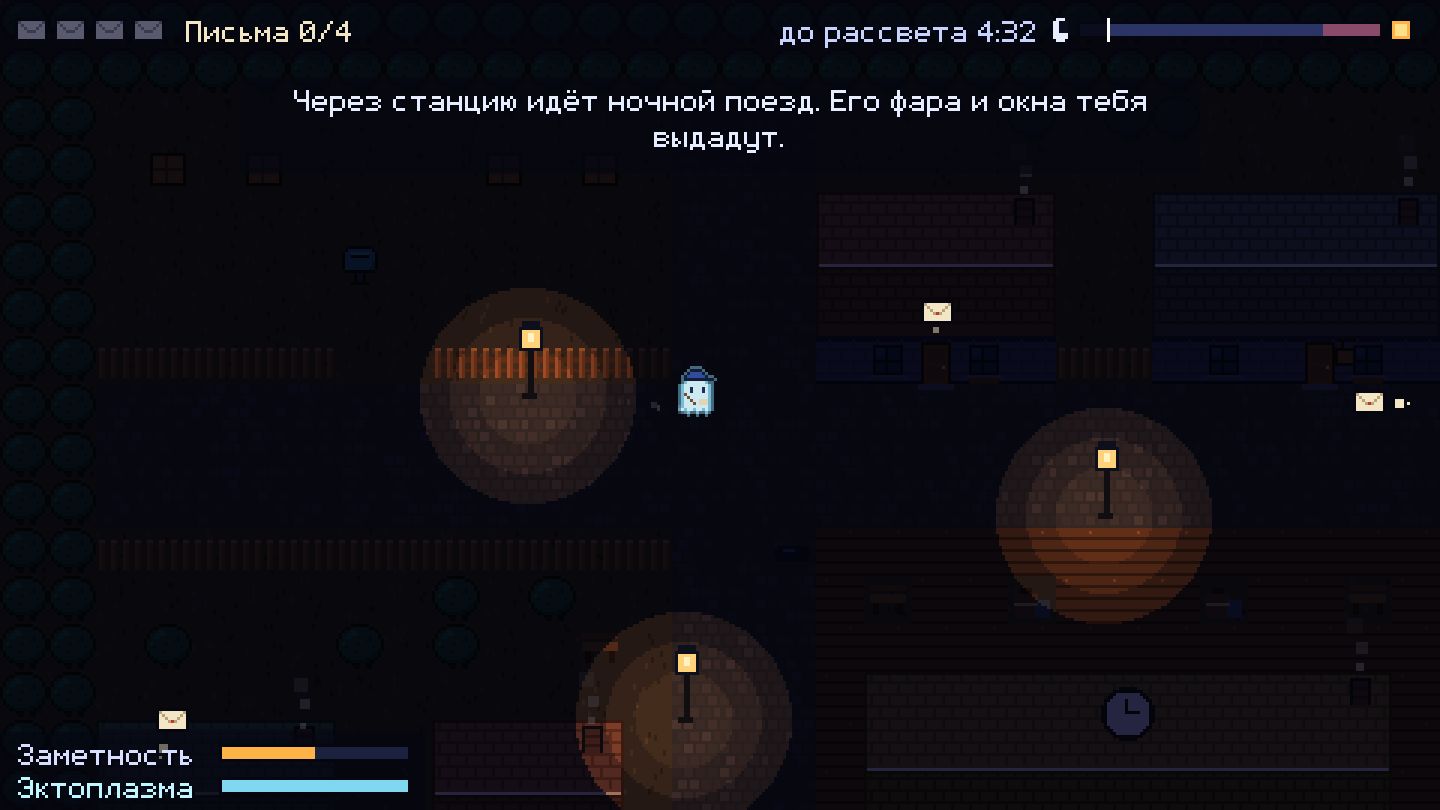 Письма 0/4
до рассвета 4:32
Через станцию идёт ночной поезд. Его фара и окна тебя
выдадут.
Заметность
Эктоплазма